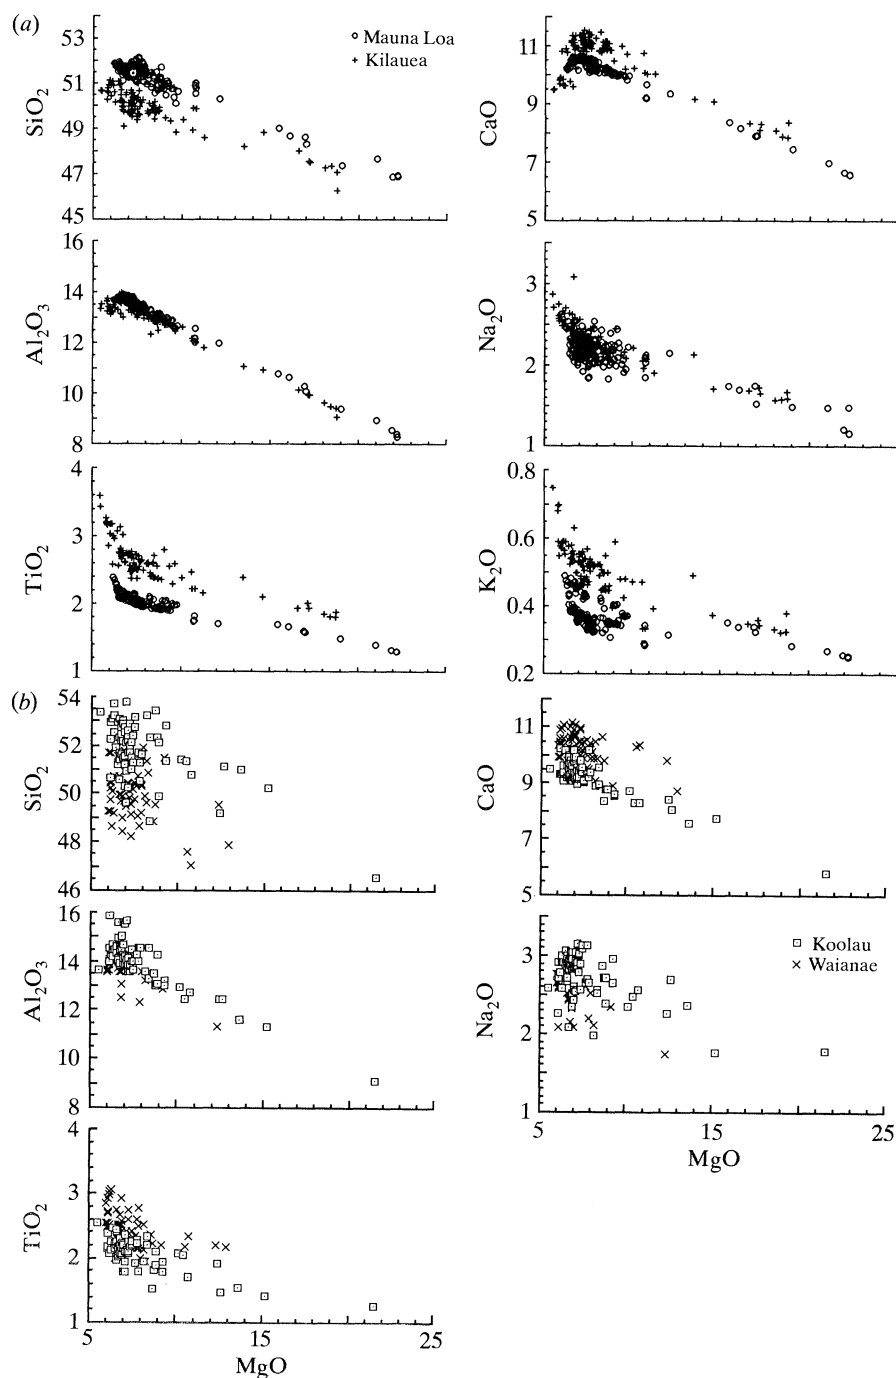 (a)
Mauna Loa
Kilauea
53
51
49
47
45
SiO2
11
9
7
5
CaO
16
14
12
10
8
Al2O3
3
2
1
Na2O
4
3
2
1
TiO2
0.8
0.6
0.4
0.2
K2O
(b)
54
52
50
48
46
SiO2
11
9
7
5
CaO
16
14
12
10
8
Al2O3
Koolau
Waianae
3
2
1
Na2O
5
15
25
MgO
4
3
2
1
TiO2
5
15
25
MgO